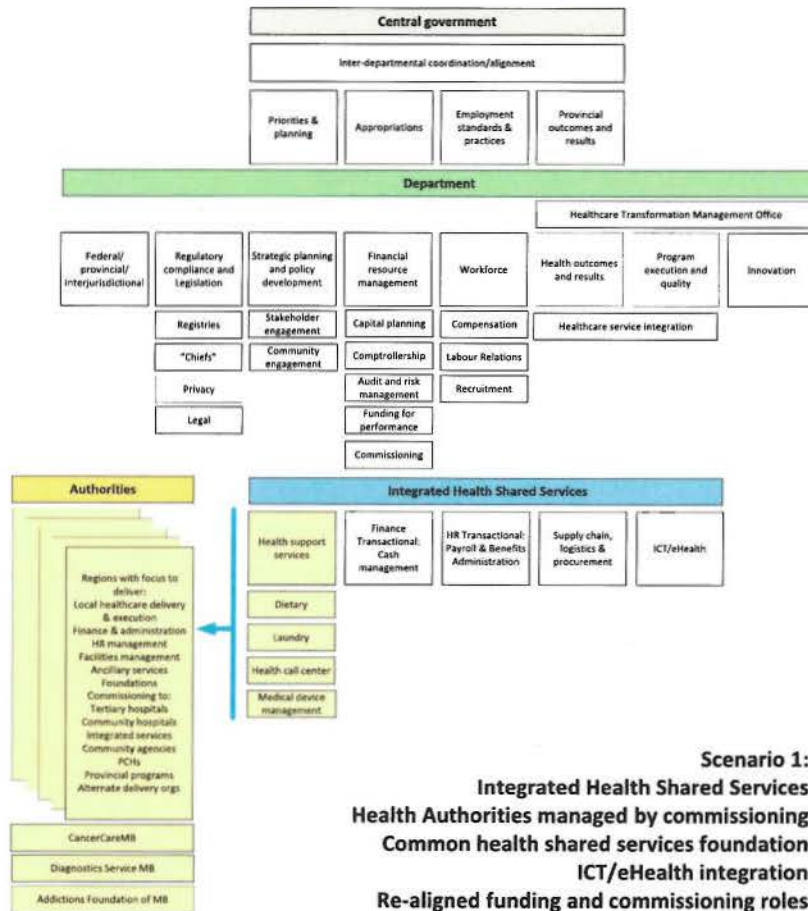 Central government
Inter-departmental coordination/alignment
Priorities &
planning
Appropriations
Employment
standards &
practices
Provincial
outcomes and
results
Department
Healthcare Transformation Management Office
Federal/
provincial/
interjurisdictional
Regulatory
compliance and
Legislation
Strategic planning
and policy
development
Financial
resource
management
Workforce
Health outcomes
and results
Program
execution and
quality
Innovation
Registries
"Chiefs"
Privacy
Legal
Stakeholder
engagement
Community
engagement
Capital planning
Comptrollership
Audit and risk
management
Funding for
performance
Commissioning
Compensation
Labour Relations
Recruitment
Healthcare service integration
Authorities
Regions with focus to
deliver:
Local healthcare delivery
& execution
Finance & administration
HR management
Facilities management
Ancillary services
Foundations
Commissioning to:
Tertiary hospitals
Community hospitals
Integrated services
Community agencies
PCHs
Provincial programs
Alternate delivery orgs
CancerCareMB
Diagnostics Service MB
Addictions Foundation of MB
Integrated Health Shared Services
Health support
services
Dietary
Laundry
Health call center
Medical device
management
Finance
Transactional:
Cash
management
HR Transactional:
Payroll & Benefits
Administration
Supply chain,
logistics &
procurement
ICT/eHealth
Scenario 1:
Integrated Health Shared Services
Health Authorities managed by commissioning
Common health shared services foundation
ICT/eHealth integration
Re-aligned funding and commissioning roles